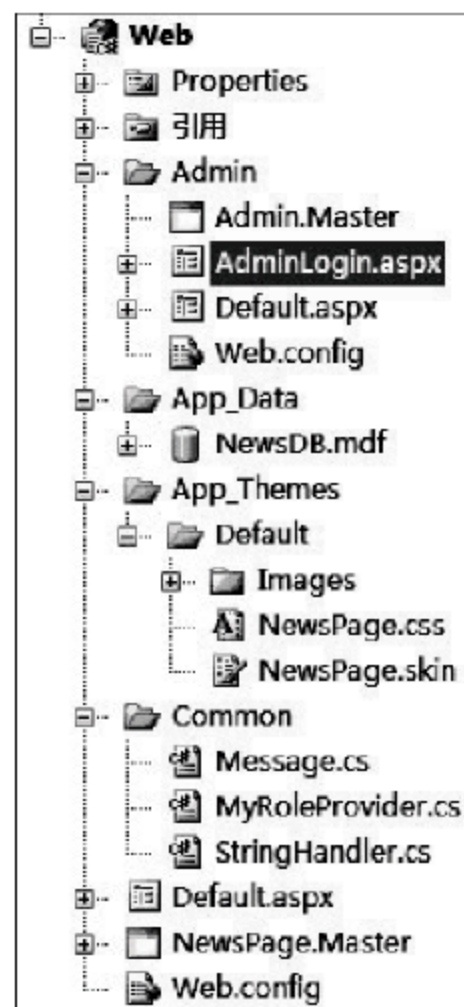 Web
Properties
引用
Admin
Admin.Master
AdminLogin.aspx
Default.aspx
Web.config
App_Data
NewsDB.mdf
App_Themes
Default
Images
NewsPage.css
NewsPage.skin
Common
Message.cs
MyRoleProvider.cs
StringHandler.cs
Default.aspx
NewsPage.Master
Web.config